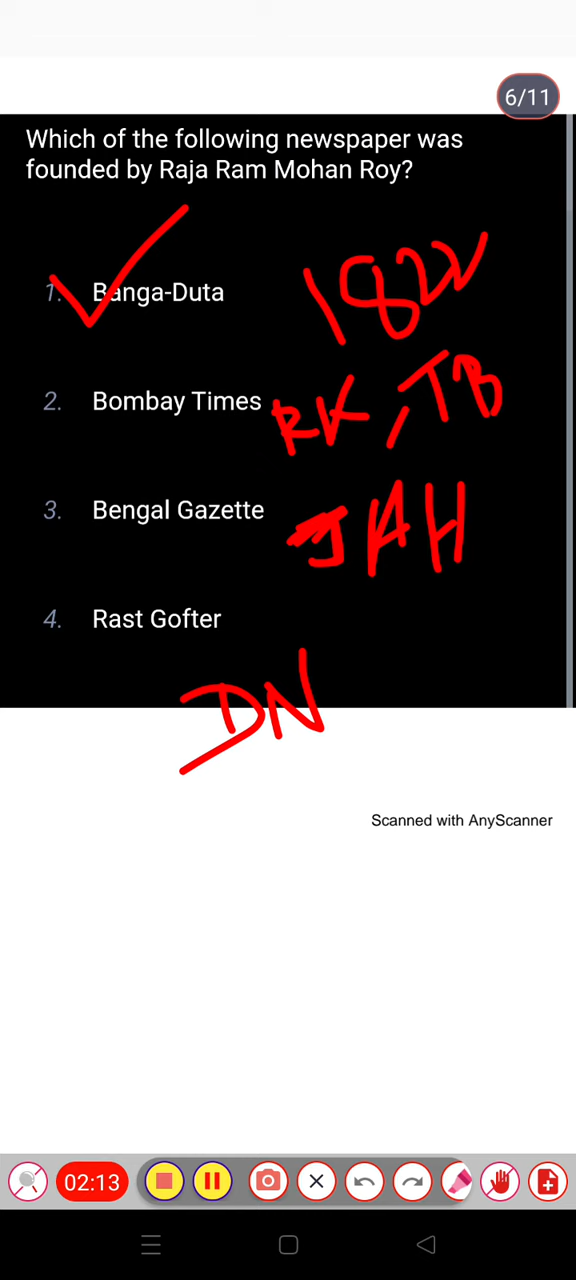 6/11
Which of the following newspaper was
founded by Raja Ram Mohan Roy?
1. Banga-Duta 1822
2. Bombay Times RK, TB
3. Bengal Gazette JAH
4. Rast Gofter
DN
Scanned with AnyScanner
02:13